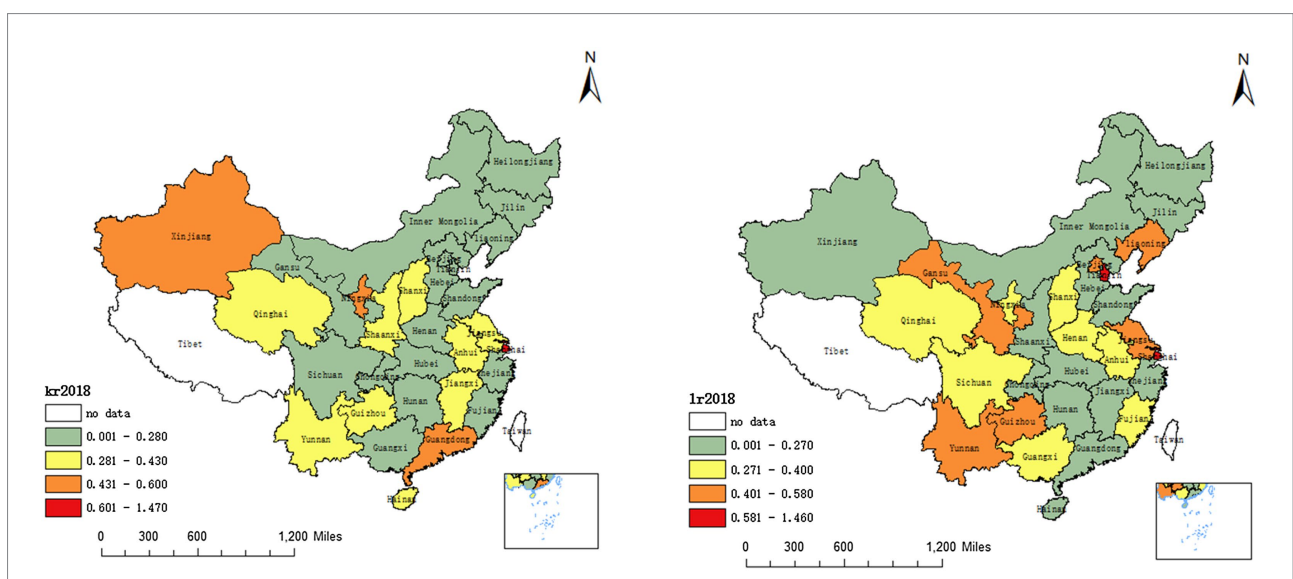 N
Heilongjiang
Jilin
Inner Mongolia
liaoning
Xinjiang
Gansu
Hebei
Shanxi
Shandong
Ningxia
Qinghai
Shaanxi
Henan
Jiangsu
Tibet
Anhui
Shanghai
Hubei
Sichuan
Chongqing
Zhejiang
Jiangxi
Hunan
Guizhou
Fujian
Yunnan
Guangxi
Guangdong
Taiwan
Hainan
kr2018
no data
0.001 - 0.280
0.281 - 0.430
0.431 - 0.600
0.601 - 1.470
0 300 600 1,200 Miles
N
Heilongjiang
Jilin
Inner Mongolia
liaoning
Xinjiang
Beijing
Gansu
Tianjin
Hebei
Shanxi
Shandong
Ningxia
Qinghai
Shaanxi
Henan
Jiangsu
Tibet
Anhui
Shanghai
Hubei
Sichuan
Chongqing
Zhejiang
Jiangxi
Hunan
Guizhou
Fujian
Yunnan
Guangxi
Guangdong
Taiwan
Hainan
lr2018
no data
0.001 - 0.270
0.271 - 0.400
0.401 - 0.580
0.581 - 1.460
0 300 600 1,200 Miles